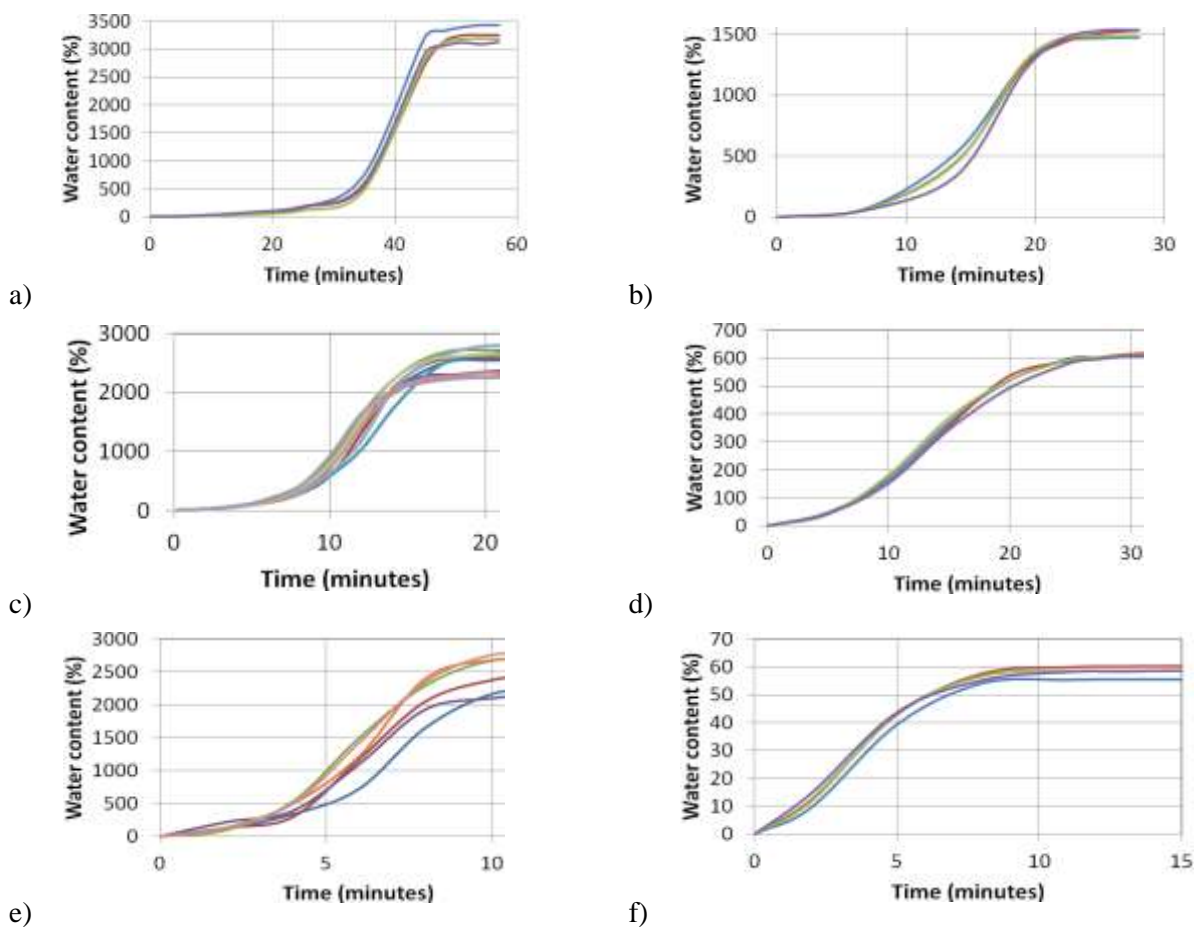 3500
3000
2500
2000
1500
1000
500
0
Water content (%)
0 20 40 60
Time (minutes)
a)
1500
1000
500
0
Water content (%)
0 10 20 30
Time (minutes)
b)
3000
2000
1000
0
Water content (%)
0 10 20
Time (minutes)
c)
700
600
500
400
300
200
100
0
Water content (%)
0 10 20 30
Time (minutes)
d)
3000
2500
2000
1500
1000
500
0
Water content (%)
0 5 10
Time (minutes)
e)
70
60
50
40
30
20
10
0
Water content (%)
0 5 10 15
Time (minutes)
f)